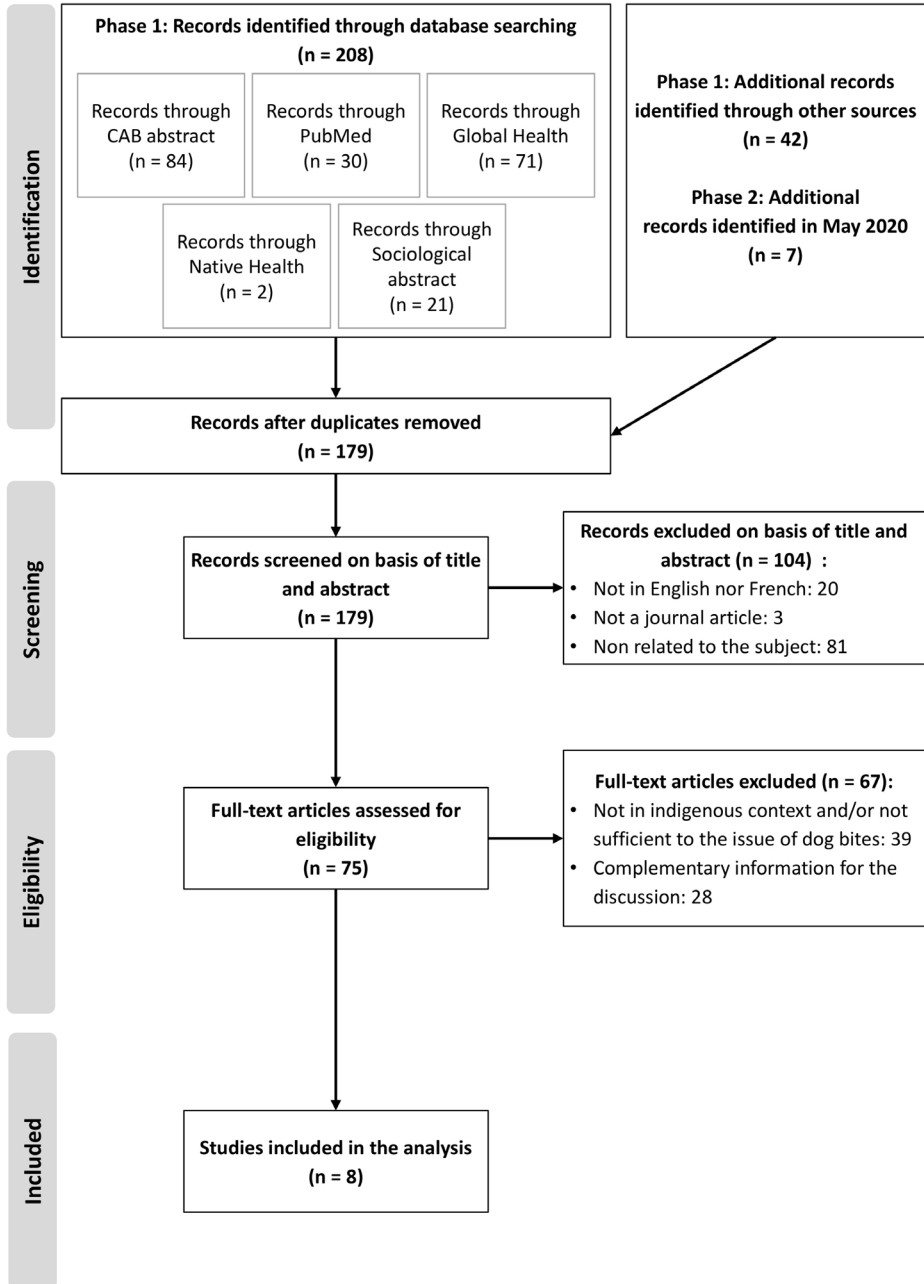 Identification
Phase 1: Records identified through database searching
(n = 208)
Records through
CAB abstract
(n = 84)
Records through
PubMed
(n = 30)
Records through
Global Health
(n = 71)
Records through
Native Health
(n = 2)
Records through
Sociological
abstract
(n = 21)
Phase 1: Additional records
identified through other sources
(n = 42)
Phase 2: Additional
records identified in May 2020
(n = 7)
Records after duplicates removed
(n = 179)
Screening
Records screened on basis of title
and abstract
(n = 179)
Records excluded on basis of title and
abstract (n = 104) :
• Not in English nor French: 20
• Not a journal article: 3
• Non related to the subject: 81
Eligibility
Full-text articles assessed for
eligibility
(n = 75)
Full-text articles excluded (n = 67):
• Not in indigenous context and/or not
sufficient to the issue of dog bites: 39
• Complementary information for the
discussion: 28
Included
Studies included in the analysis
(n = 8)